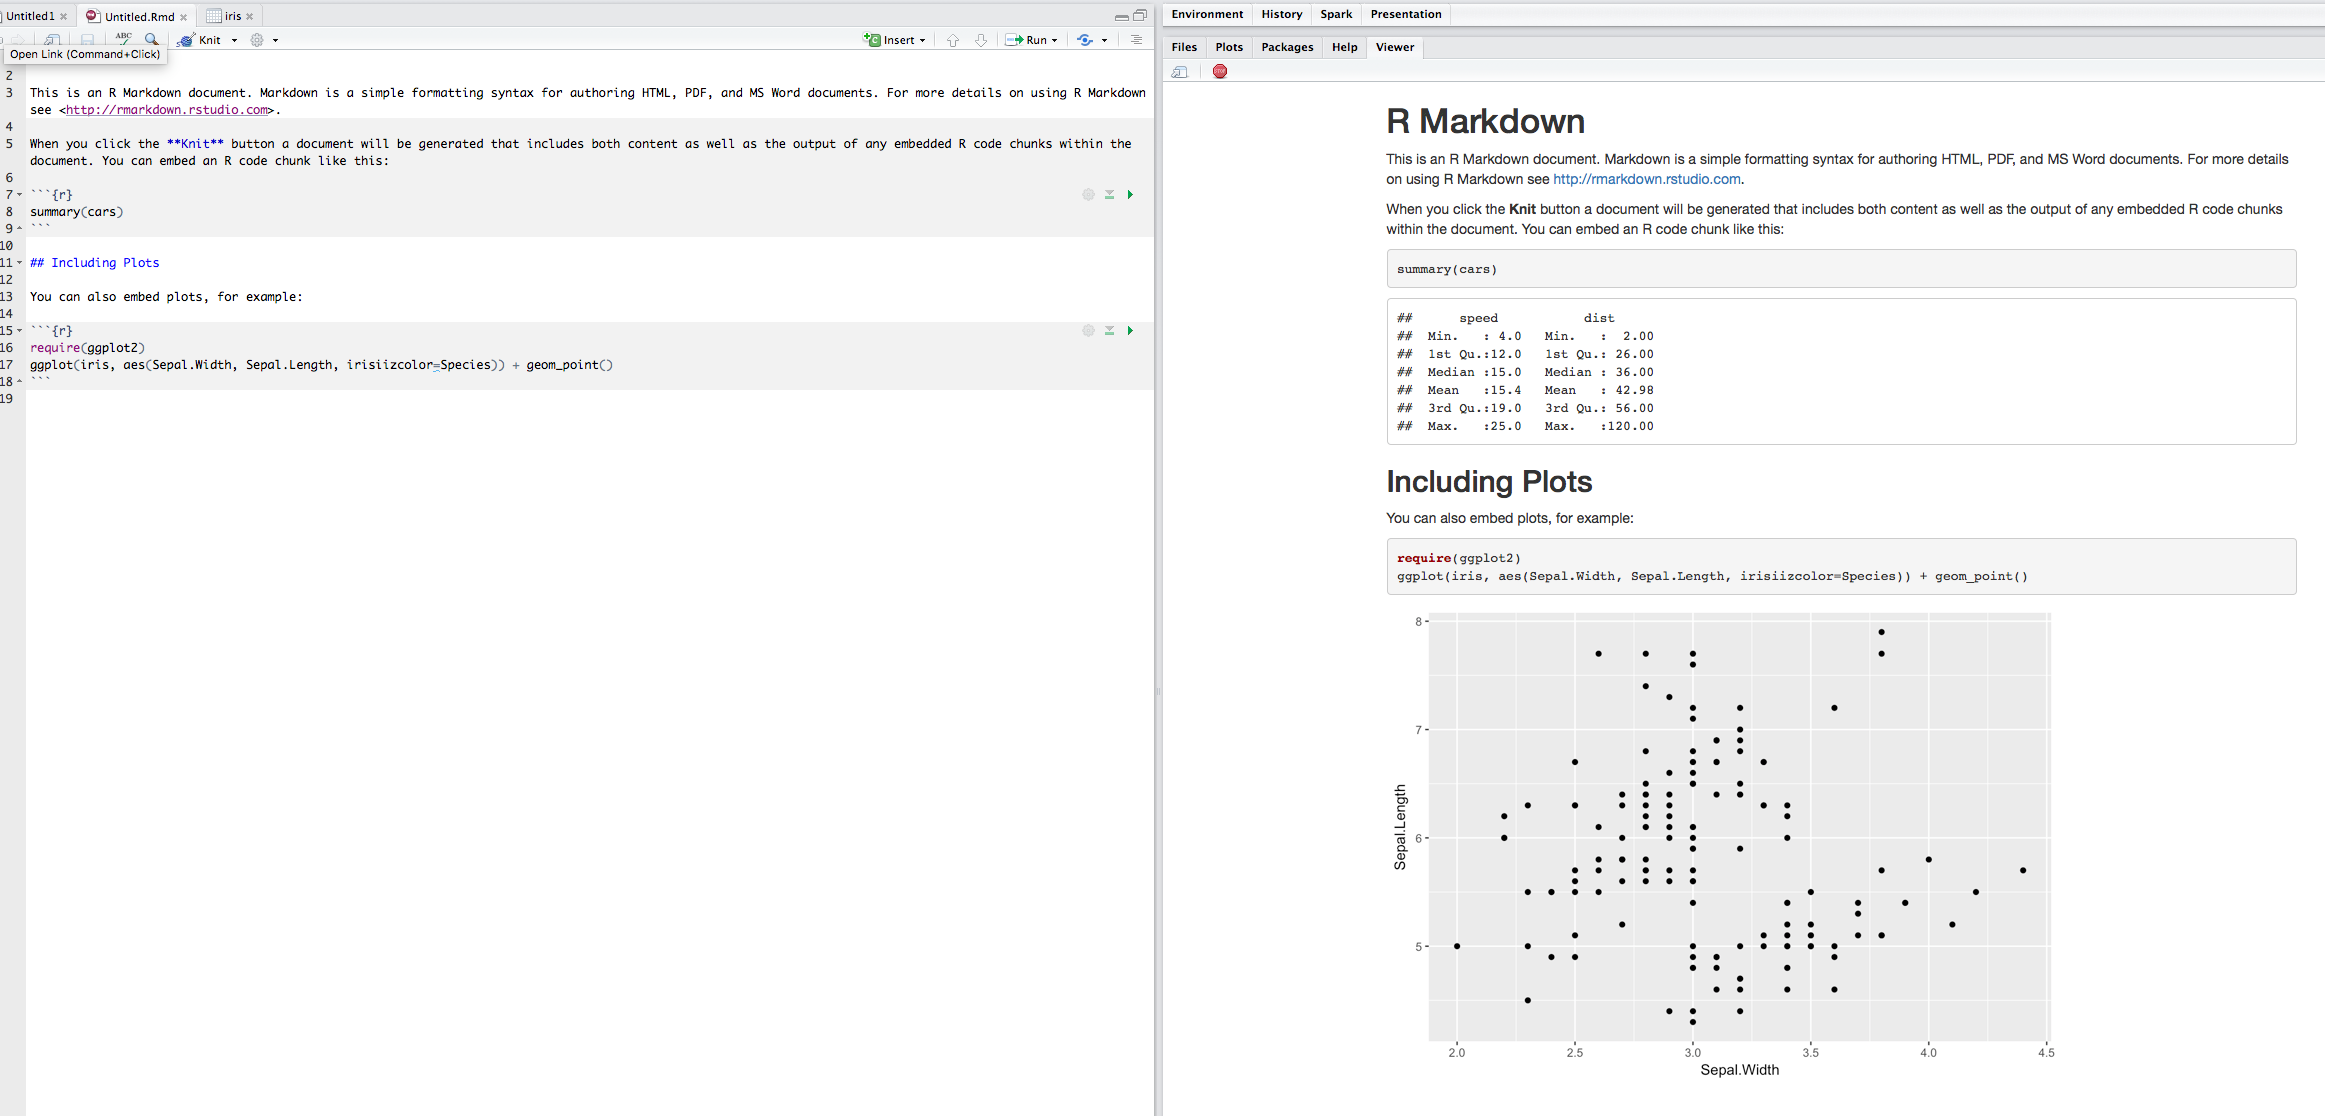 Untitled1
Untitled.Rmd
iris
ABC
Knit
Insert
Run
Open Link (Command+Click)
2
3 This is an R Markdown document. Markdown is a simple formatting syntax for authoring HTML, PDF, and MS Word documents. For more details on using R Markdown
see <http://rmarkdown.rstudio.com>.
4
5 When you click the **Knit** button a document will be generated that includes both content as well as the output of any embedded R code chunks within the
document. You can embed an R code chunk like this:
6
7 ```{r}
8 summary(cars)
9 ```
10
11 ## Including Plots
12
13 You can also embed plots, for example:
14
15 ```{r}
16 require(ggplot2)
17 ggplot(iris, aes(Sepal.Width, Sepal.Length, irisiizcolor=Species)) + geom_point()
18 ```
19
Environment History Spark Presentation
Files Plots Packages Help Viewer
R Markdown
This is an R Markdown document. Markdown is a simple formatting syntax for authoring HTML, PDF, and MS Word documents. For more details
on using R Markdown see http://rmarkdown.rstudio.com.
When you click the Knit button a document will be generated that includes both content as well as the output of any embedded R code chunks
within the document. You can embed an R code chunk like this:
summary(cars)
##      speed           dist
##  Min.   : 4.0   Min.   :  2.00
##  1st Qu.:12.0   1st Qu.: 26.00
##  Median :15.0   Median : 36.00
##  Mean   :15.4   Mean   : 42.98
##  3rd Qu.:19.0   3rd Qu.: 56.00
##  Max.   :25.0   Max.   :120.00
Including Plots
You can also embed plots, for example:
require(ggplot2)
ggplot(iris, aes(Sepal.Width, Sepal.Length, irisiizcolor=Species)) + geom_point()
8
7
6
5
Sepal.Length
2.0 2.5 3.0 3.5 4.0 4.5
Sepal.Width